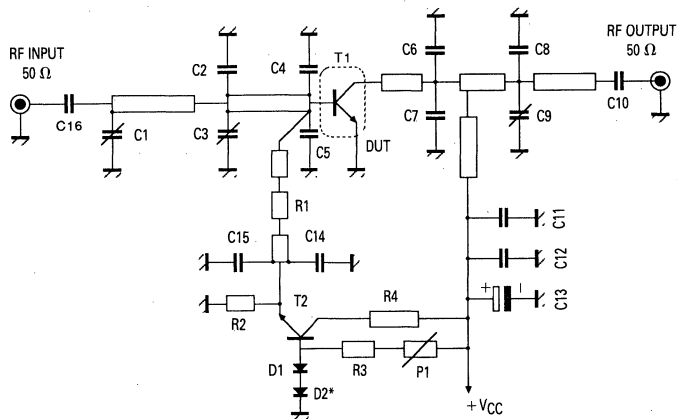 RF INPUT
50 Ω
C16
C1
C2
C3
C4
C5
T1
DUT
C6
C7
C8
C9
RF OUTPUT
50 Ω
C10
R1
C15
C14
R2
T2
R4
R3
P1
D1
D2*
C11
C12
C13
+ −
+VCC